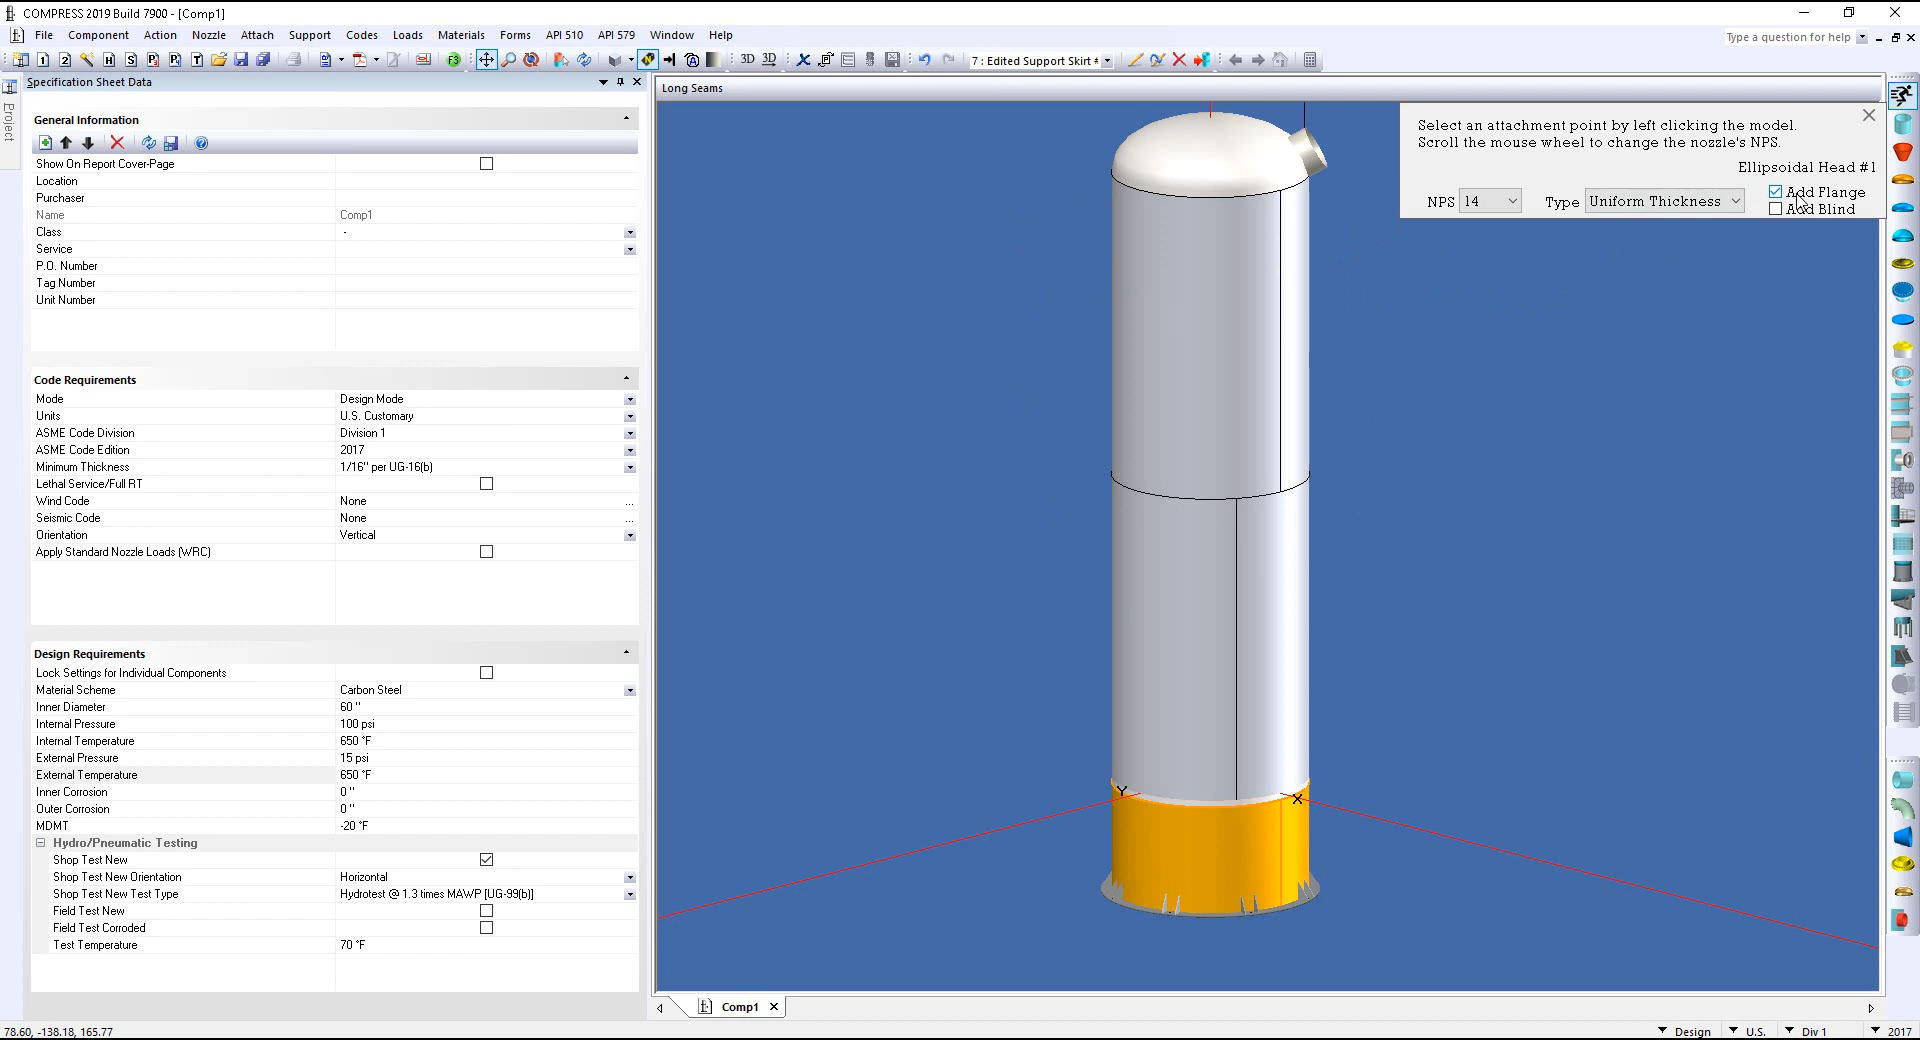 COMPRESS 2019 Build 7900 - [Comp1]
File Component Action Nozzle Attach Support Codes Loads Materials Forms API 510 API 579 Window Help
Type a question for help
7 : Edited Support Skirt #
Project
Specification Sheet Data
General Information
Show On Report Cover-Page
Location
Purchaser
Name Comp1
Class -
Service
P.O. Number
Tag Number
Unit Number
Code Requirements
Mode Design Mode
Units U.S. Customary
ASME Code Division Division 1
ASME Code Edition 2017
Minimum Thickness 1/16" per UG-16(b)
Lethal Service/Full RT
Wind Code None ...
Seismic Code None ...
Orientation Vertical
Apply Standard Nozzle Loads (WRC)
Design Requirements
Lock Settings for Individual Components
Material Scheme Carbon Steel
Inner Diameter 60 "
Internal Pressure 100 psi
Internal Temperature 650 °F
External Pressure 15 psi
External Temperature 650 °F
Inner Corrosion 0 "
Outer Corrosion 0 "
MDMT -20 °F
Hydro/Pneumatic Testing
Shop Test New
Shop Test New Orientation Horizontal
Shop Test New Test Type Hydrotest @ 1.3 times MAWP [UG-99(b)]
Field Test New
Field Test Corroded
Test Temperature 70 °F
Long Seams
Select an attachment point by left clicking the model.
Scroll the mouse wheel to change the nozzle's NPS.
Ellipsoidal Head #1
NPS 14 Type Uniform Thickness Add Flange
Add Blind
Y X
Comp1
78.60, -138.18, 165.77
Design U.S. Div 1 2017